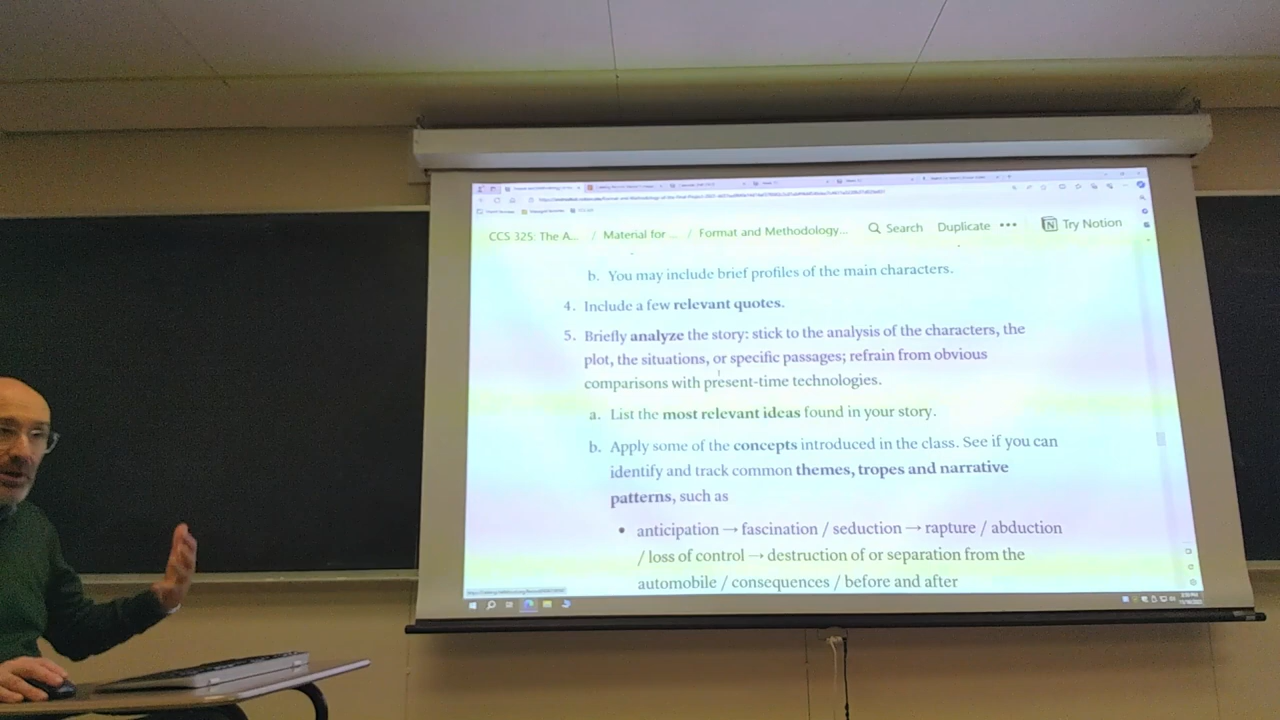 CCS 325: The A... / Material for ... / Format and Methodology... Search Duplicate ••• Try Notion
b. You may include brief profiles of the main characters.
4. Include a few relevant quotes.
5. Briefly analyze the story: stick to the analysis of the characters, the
plot, the situations, or specific passages; refrain from obvious
comparisons with present-time technologies.
a. List the most relevant ideas found in your story.
b. Apply some of the concepts introduced in the class. See if you can
identify and track common themes, tropes and narrative
patterns, such as
• anticipation → fascination / seduction → rapture / abduction
/ loss of control → destruction of or separation from the
automobile / consequences / before and after